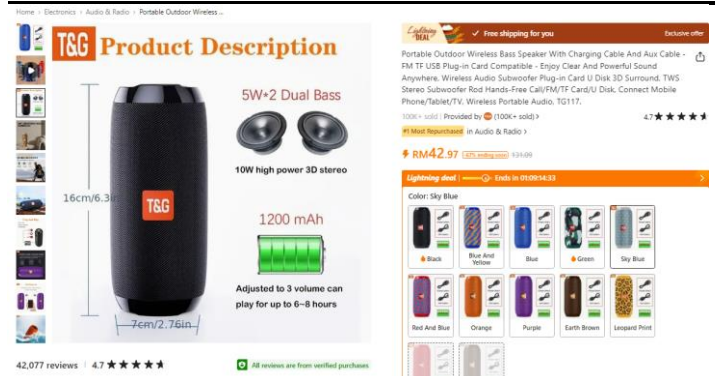 Home > Electronics > Audio & Radio > Portable Outdoor Wireless ...
T&G Product Description
5W*2 Dual Bass
10W high power 3D stereo
16cm/6.3in
T&G
1200 mAh
Adjusted to 3 volume can
play for up to 6~8 hours
7cm/2.76in
42,077 reviews | 4.7
All reviews are from verified purchases
Lightning DEAL
✓ Free shipping for you
Exclusive offer
Portable Outdoor Wireless Bass Speaker With Charging Cable And Aux Cable -
FM TF USB Plug-in Card Compatible - Enjoy Clear And Powerful Sound
Anywhere. Wireless Audio Subwoofer Plug-in Card U Disk 3D Surround. TWS
Stereo Subwoofer Rod Hands-Free Call/FM/TF Card/U Disk. Connect Mobile
Phone/Tablet/TV. Wireless Portable Audio. TG117.
100K+ sold | Provided by (100K+ sold) >
4.7
#1 Most Repurchased in Audio & Radio >
RM42.97
Lightning deal | Ends in 01:09:14:33
Color: Sky Blue
Black
Blue And
Yellow
Blue
Green
Sky Blue
Red And Blue
Orange
Purple
Earth Brown
Leopard Print